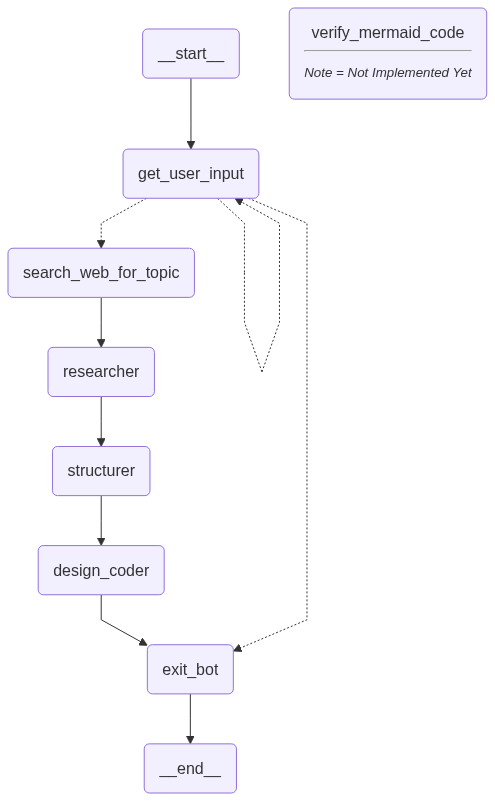 __start__
verify_mermaid_code
Note = Not Implemented Yet
get_user_input
search_web_for_topic
researcher
structurer
design_coder
exit_bot
__end__